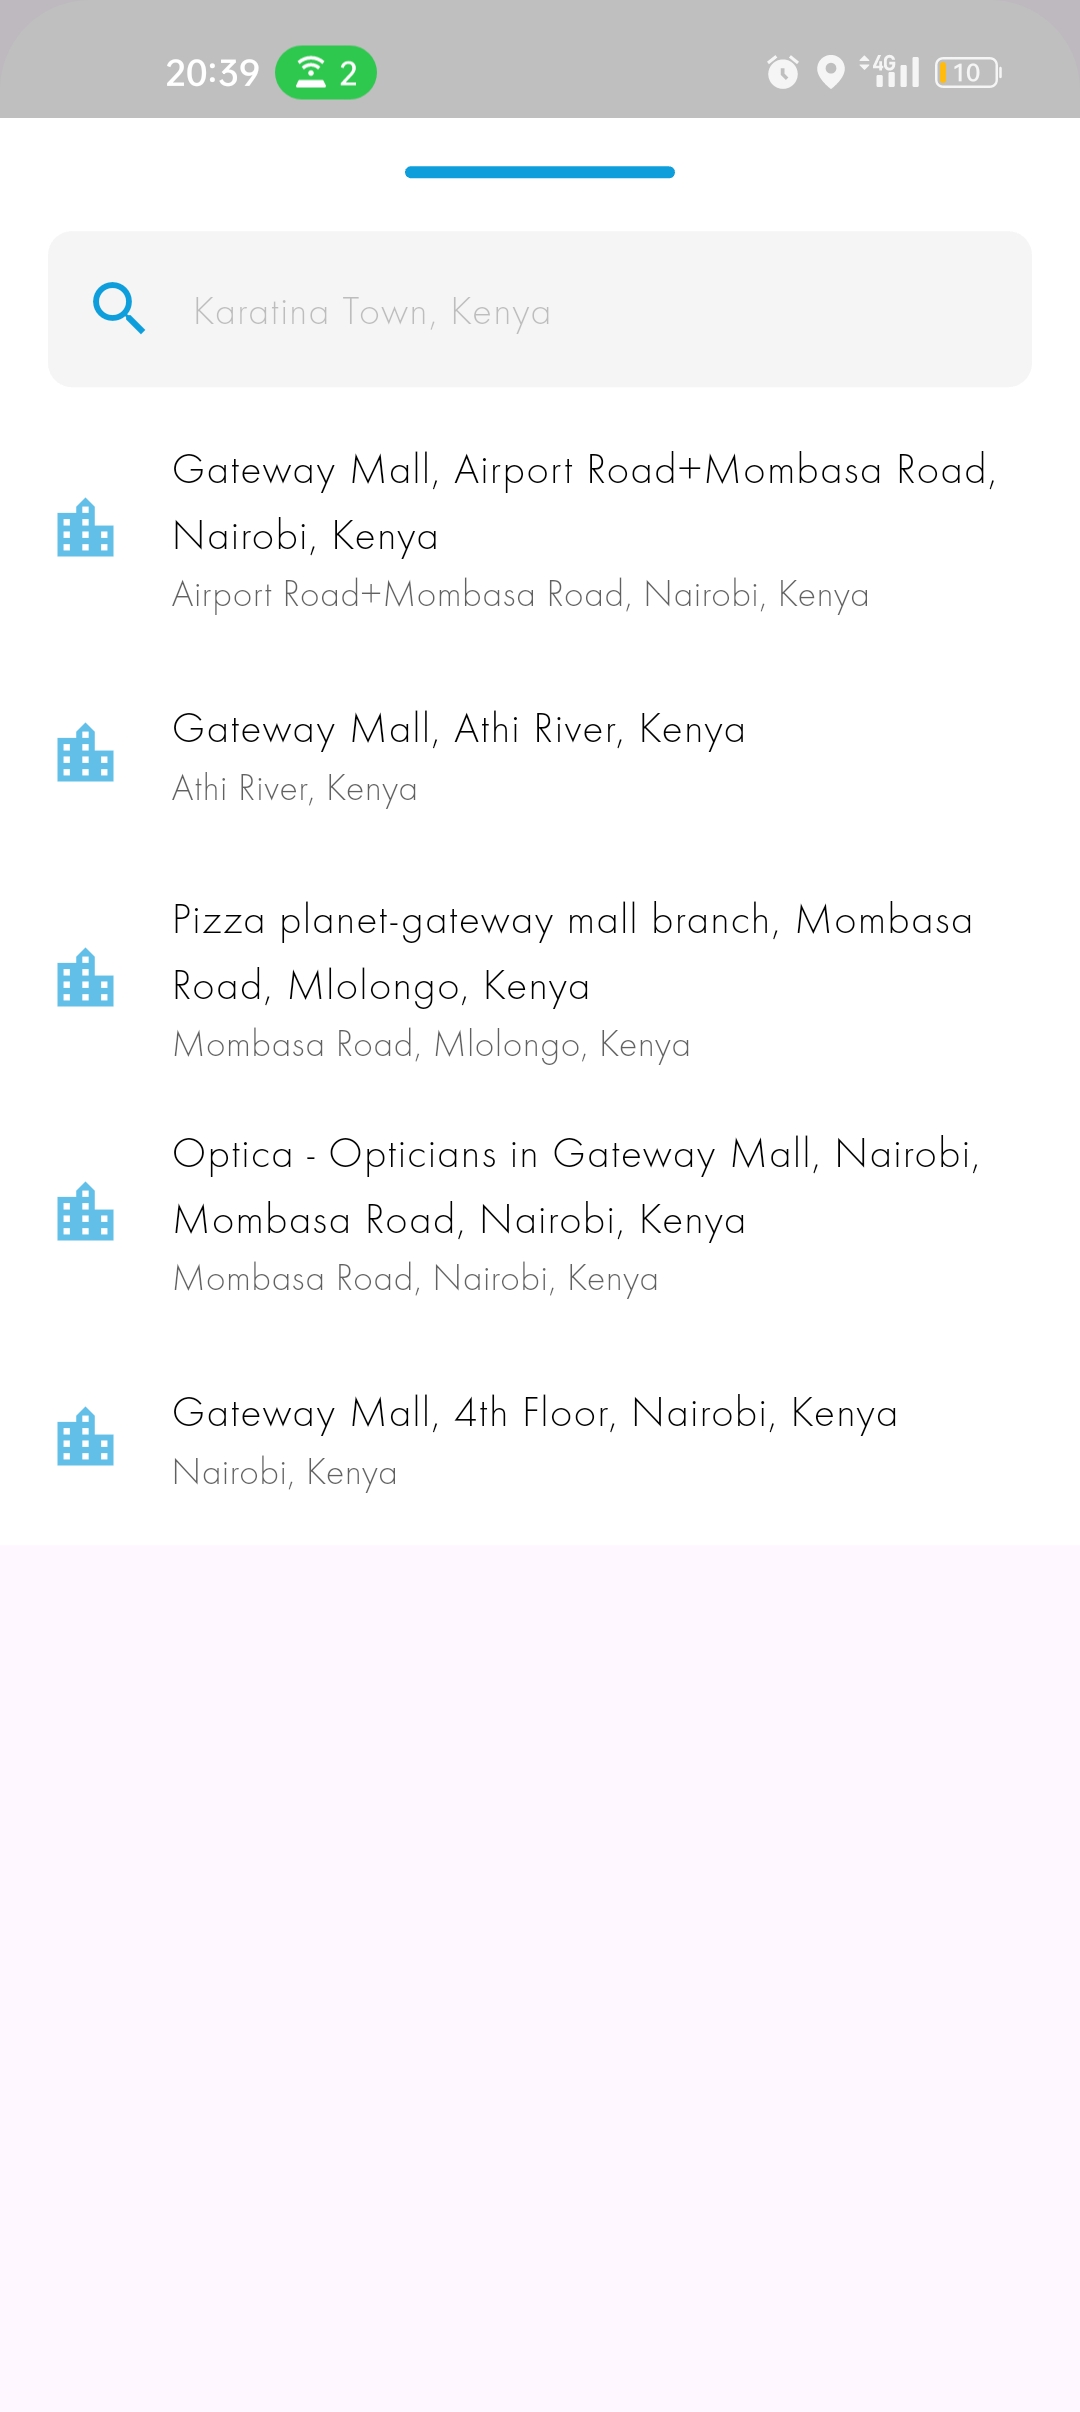 20:39 2 4G 10
Karatina Town, Kenya
Gateway Mall, Airport Road+Mombasa Road,
Nairobi, Kenya
Airport Road+Mombasa Road, Nairobi, Kenya
Gateway Mall, Athi River, Kenya
Athi River, Kenya
Pizza planet-gateway mall branch, Mombasa
Road, Mlolongo, Kenya
Mombasa Road, Mlolongo, Kenya
Optica - Opticians in Gateway Mall, Nairobi,
Mombasa Road, Nairobi, Kenya
Mombasa Road, Nairobi, Kenya
Gateway Mall, 4th Floor, Nairobi, Kenya
Nairobi, Kenya